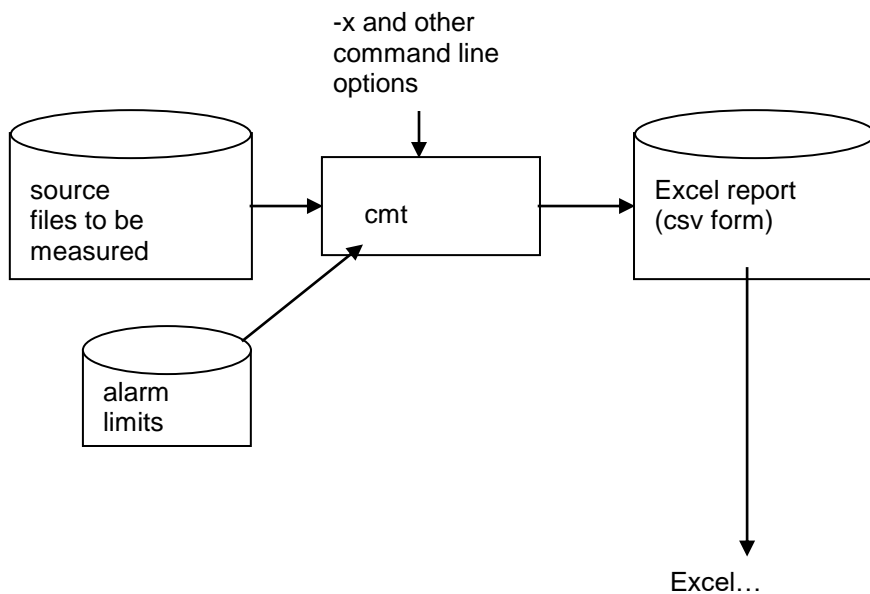 -x and other
command line
options
source
files to be
measured
cmt
Excel report
(csv form)
alarm
limits
Excel…